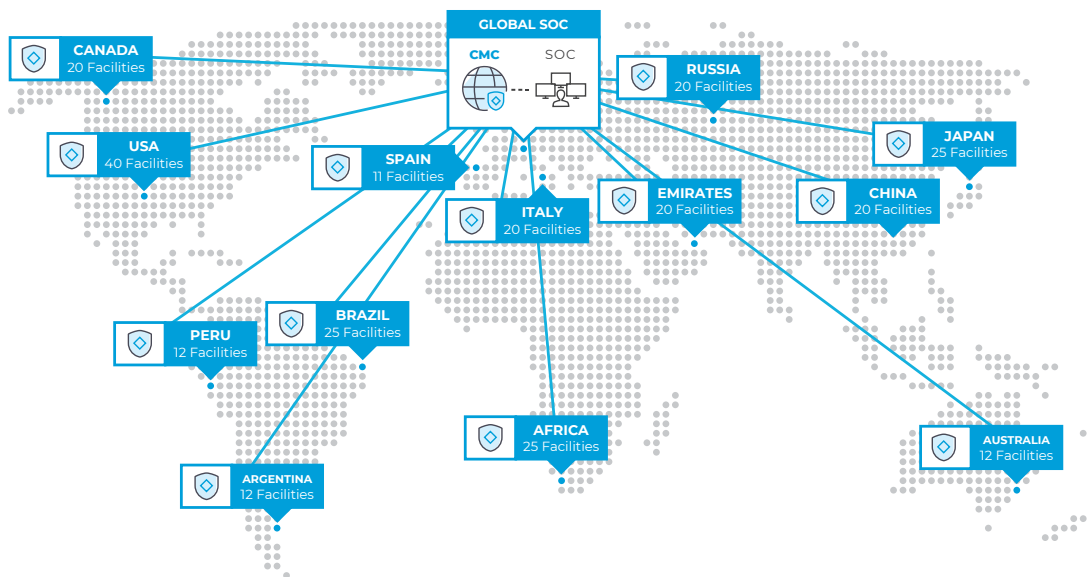 GLOBAL SOC
CMC
SOC
CANADA
20 Facilities
RUSSIA
20 Facilities
USA
40 Facilities
JAPAN
25 Facilities
SPAIN
11 Facilities
ITALY
20 Facilities
EMIRATES
20 Facilities
CHINA
20 Facilities
PERU
12 Facilities
BRAZIL
25 Facilities
AFRICA
25 Facilities
AUSTRALIA
12 Facilities
ARGENTINA
12 Facilities